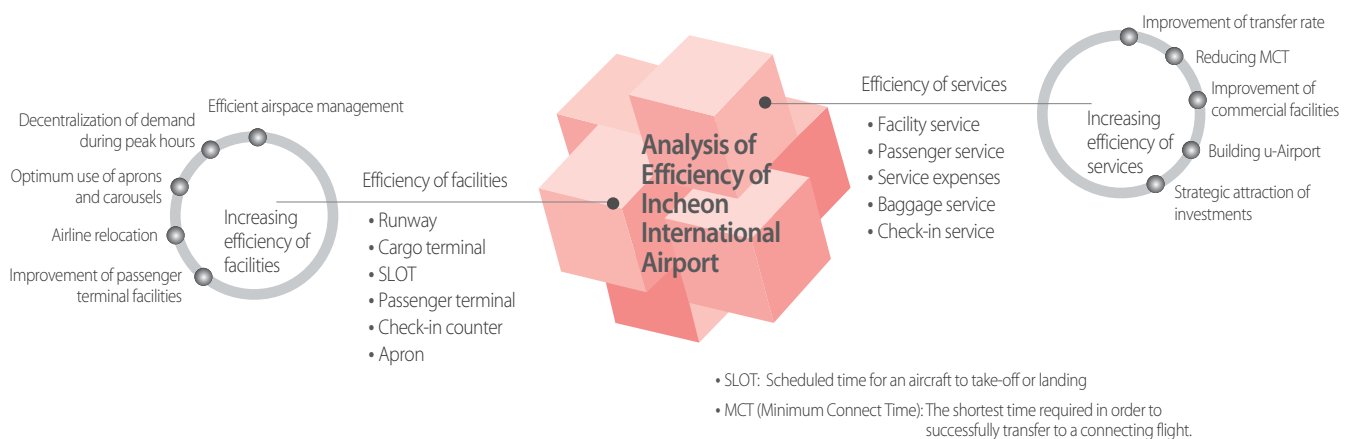 Efficient airspace management
Decentralization of demand
during peak hours
Optimum use of aprons
and carousels
Airline relocation
Improvement of passenger
terminal facilities
Increasing
efficiency of
facilities
Efficiency of facilities
• Runway
• Cargo terminal
• SLOT
• Passenger terminal
• Check-in counter
• Apron
Analysis of
Efficiency of
Incheon
International
Airport
Efficiency of services
• Facility service
• Passenger service
• Service expenses
• Baggage service
• Check-in service
Increasing
efficiency of
services
Improvement of transfer rate
Reducing MCT
Improvement of
commercial facilities
Building u-Airport
Strategic attraction of
investments
• SLOT: Scheduled time for an aircraft to take-off or landing
• MCT (Minimum Connect Time): The shortest time required in order to
successfully transfer to a connecting flight.